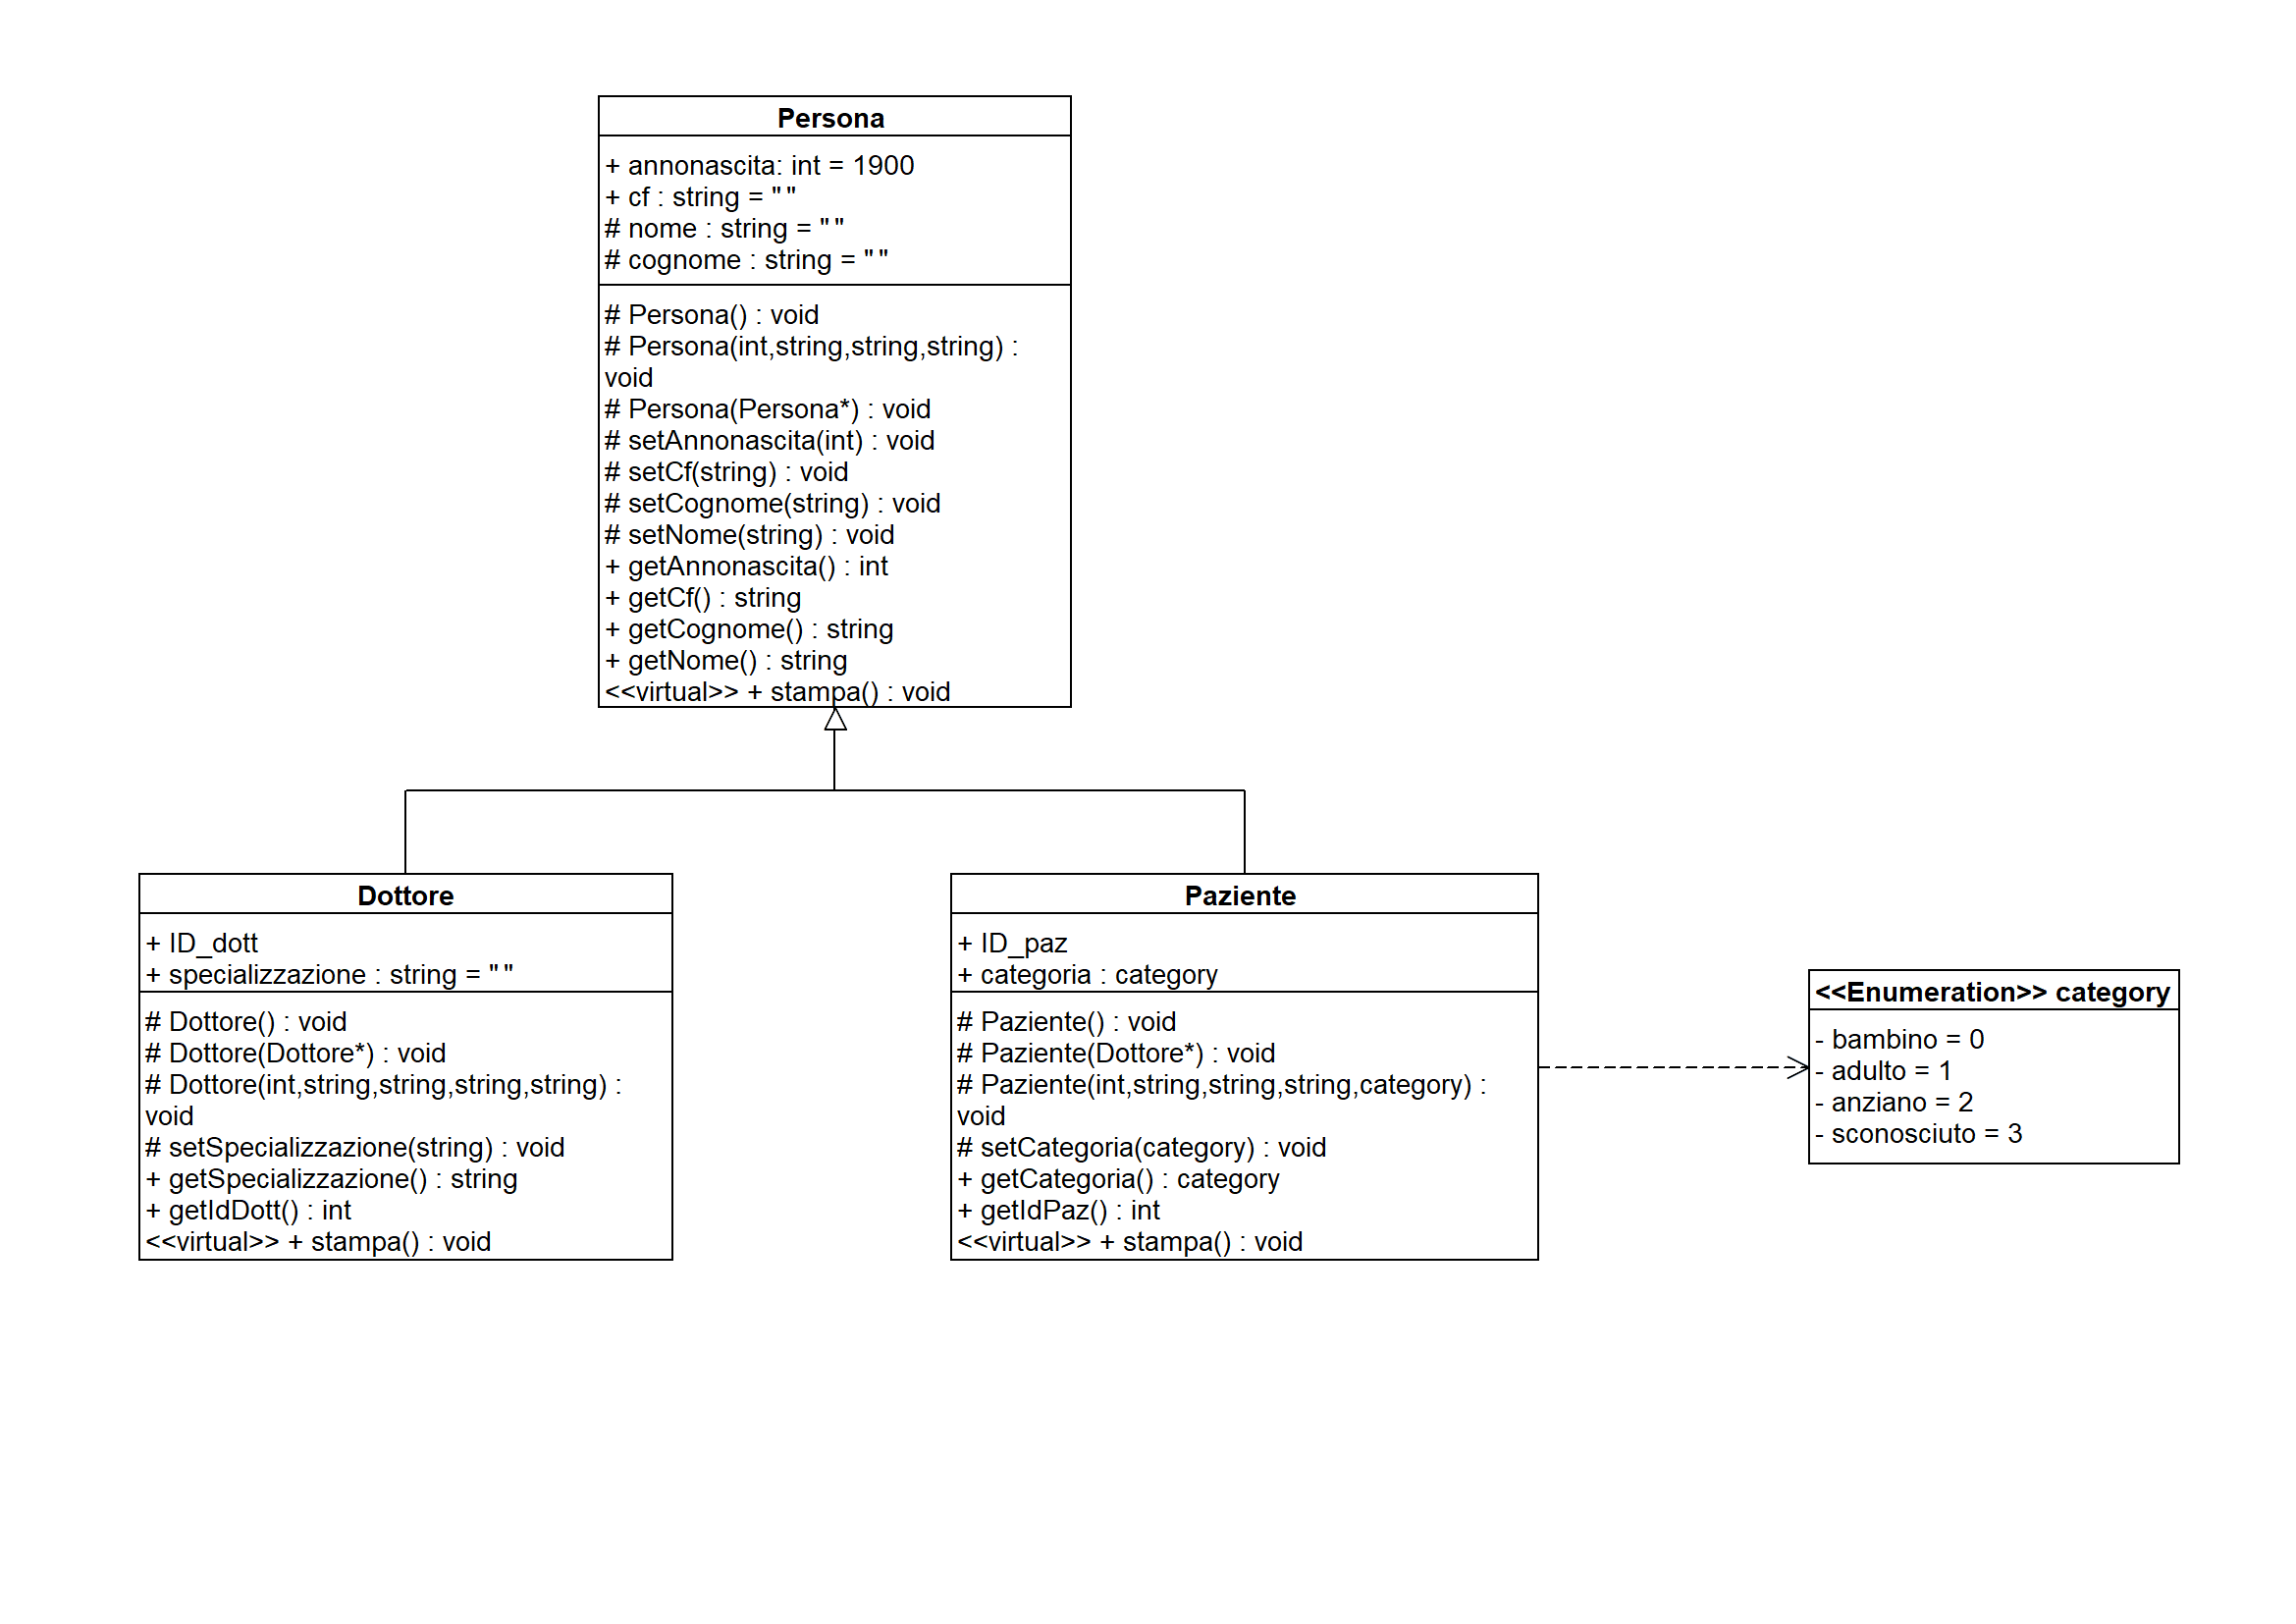 Persona
+ annonascita: int = 1900
+ cf : string = ""
# nome : string = ""
# cognome : string = ""
# Persona() : void
# Persona(int,string,string,string) :
void
# Persona(Persona*) : void
# setAnnonascita(int) : void
# setCf(string) : void
# setCognome(string) : void
# setNome(string) : void
+ getAnnonascita() : int
+ getCf() : string
+ getCognome() : string
+ getNome() : string
<<virtual>> + stampa() : void
Dottore
+ ID_dott
+ specializzazione : string = ""
# Dottore() : void
# Dottore(Dottore*) : void
# Dottore(int,string,string,string,string) :
void
# setSpecializzazione(string) : void
+ getSpecializzazione() : string
+ getIdDott() : int
<<virtual>> + stampa() : void
Paziente
+ ID_paz
+ categoria : category
# Paziente() : void
# Paziente(Dottore*) : void
# Paziente(int,string,string,string,category) :
void
# setCategoria(category) : void
+ getCategoria() : category
+ getIdPaz() : int
<<virtual>> + stampa() : void
<<Enumeration>> category
- bambino = 0
- adulto = 1
- anziano = 2
- sconosciuto = 3